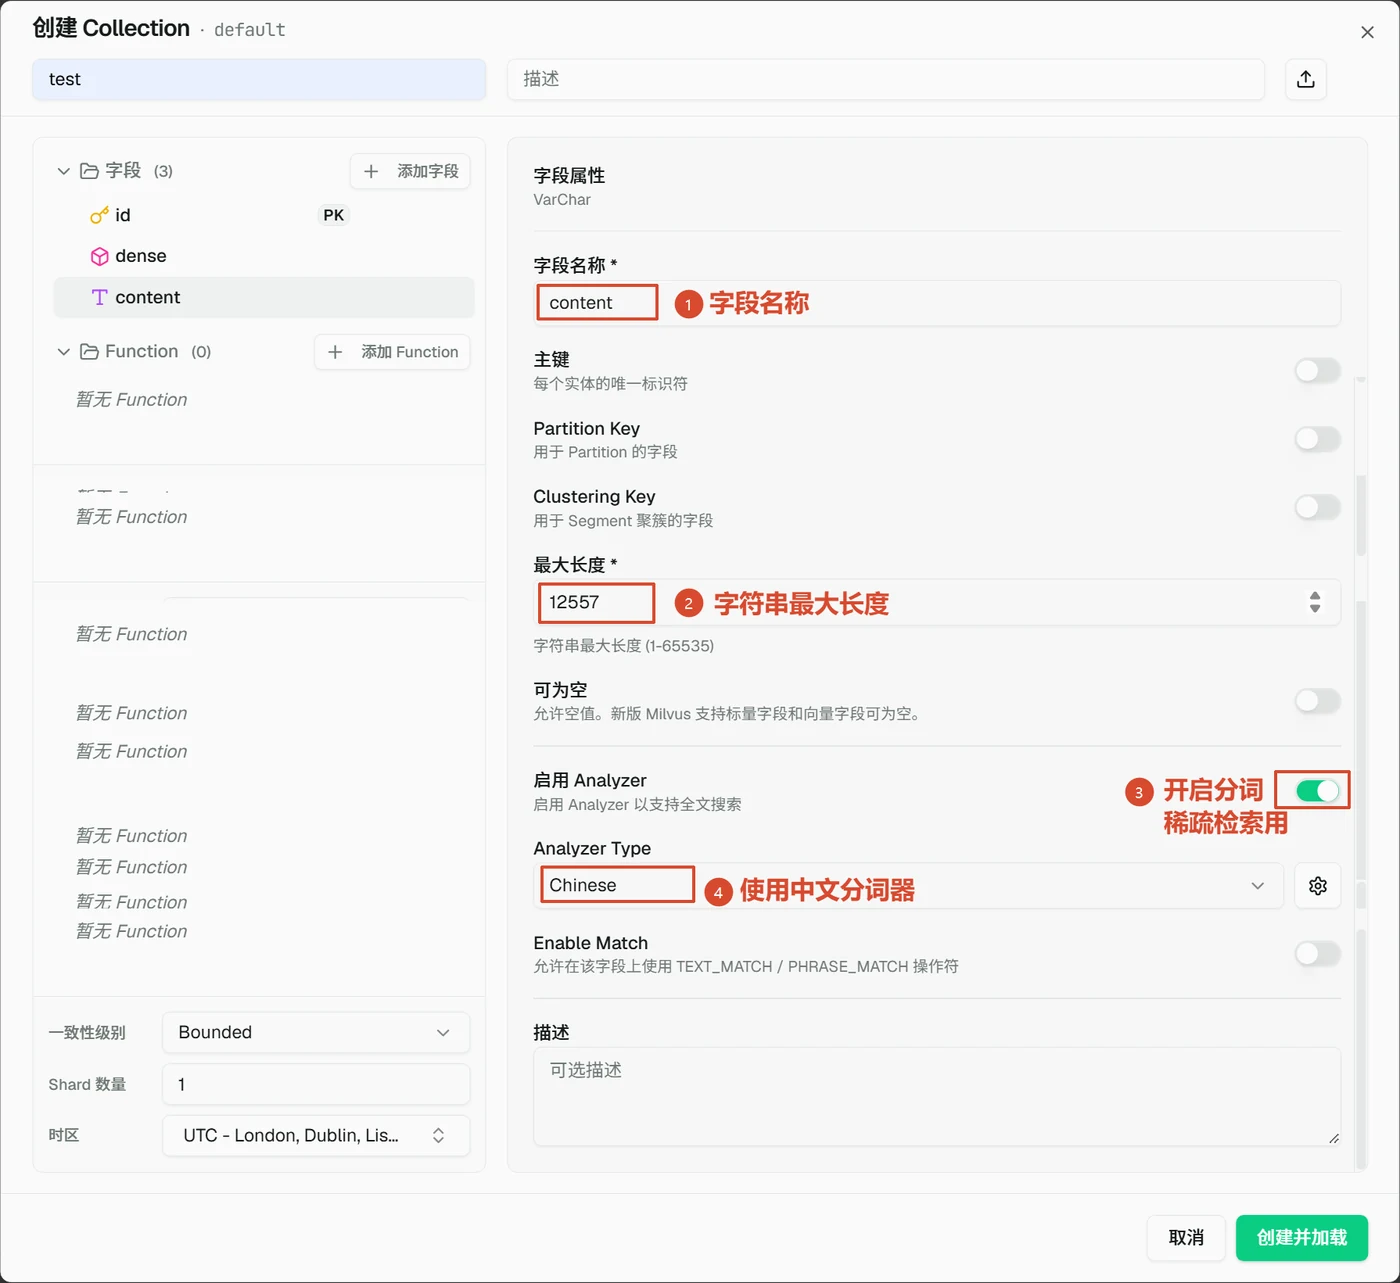 创建 Collection · default
test
描述
字段 (3)
添加字段
id
PK
dense
content
Function (0)
添加 Function
暂无 Function
暂无 Function
暂无 Function
暂无 Function
暂无 Function
暂无 Function
暂无 Function
暂无 Function
暂无 Function
一致性级别
Bounded
Shard 数量
1
时区
UTC - London, Dublin, Lis...
字段属性
VarChar
字段名称 *
content
1 字段名称
主键
每个实体的唯一标识符
Partition Key
用于 Partition 的字段
Clustering Key
用于 Segment 聚簇的字段
最大长度 *
12557
2 字符串最大长度
字符串最大长度 (1-65535)
可为空
允许空值。新版 Milvus 支持标量字段和向量字段可为空。
启用 Analyzer
启用 Analyzer 以支持全文搜索
3 开启分词
稀疏检索用
Analyzer Type
Chinese
4 使用中文分词器
Enable Match
允许在该字段上使用 TEXT_MATCH / PHRASE_MATCH 操作符
描述
可选描述
取消
创建并加载